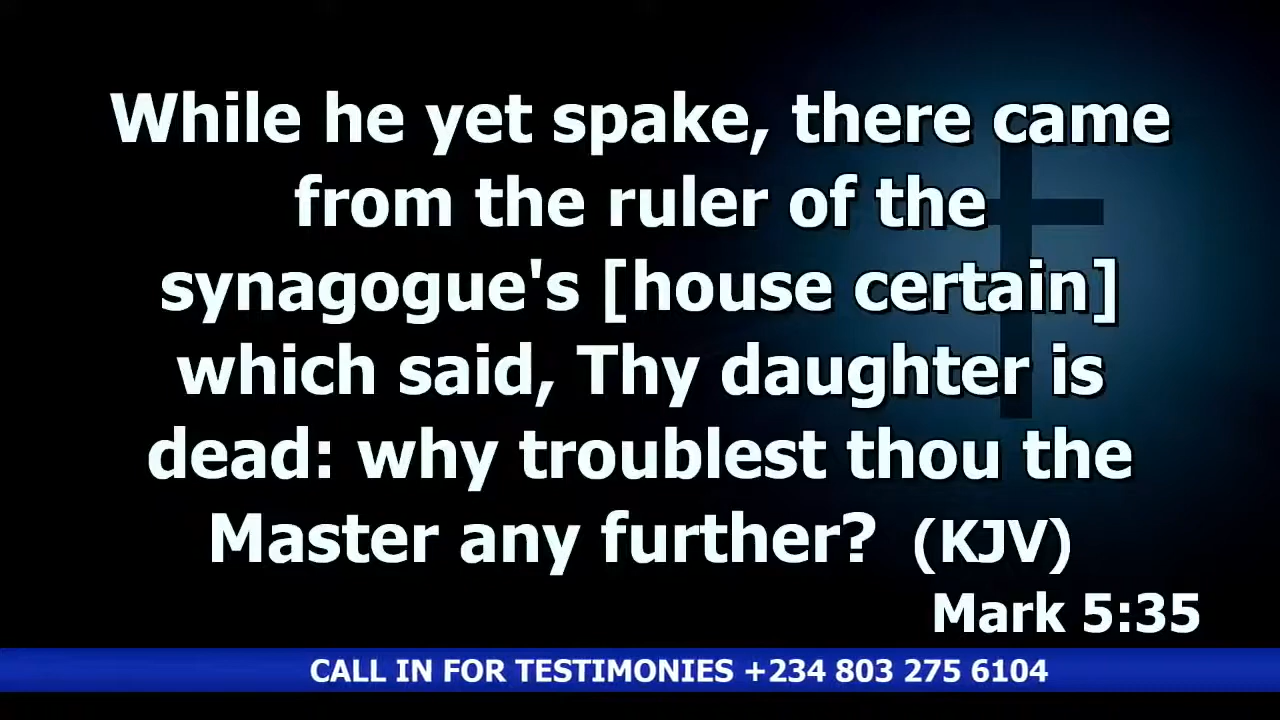 While he yet spake, there came
from the ruler of the
synagogue's [house certain]
which said, Thy daughter is
dead: why troublest thou the
Master any further? (KJV)
Mark 5:35
CALL IN FOR TESTIMONIES +234 803 275 6104